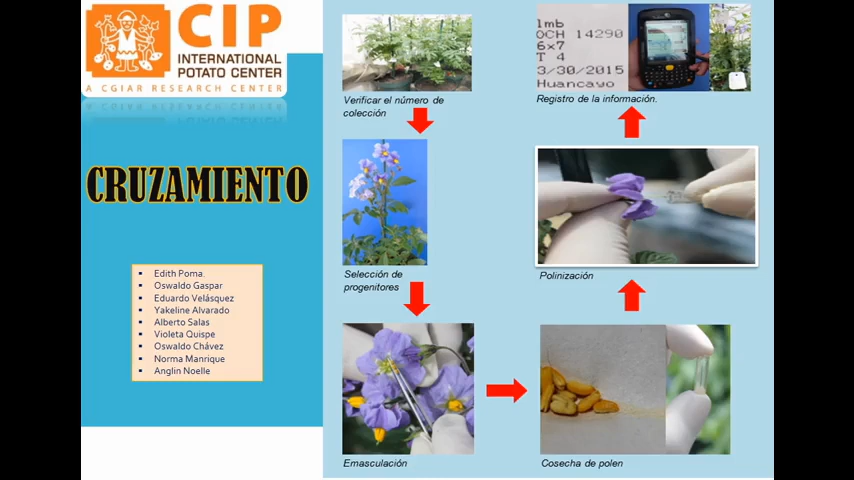 CIP
INTERNATIONAL
POTATO CENTER
A CGIAR RESEARCH CENTER
CRUZAMIENTO
Edith Poma.
Oswaldo Gaspar
Eduardo Velásquez
Yakeline Alvarado
Alberto Salas
Violeta Quispe
Oswaldo Chávez
Norma Manrique
Anglin Noelle
Verificar el número de
colección
Selección de
progenitores
Emasculación
Cosecha de polen
Polinización
lmb
OCH 14290
6x7
T 4
3/30/2015
Huancayo
Registro de la información.